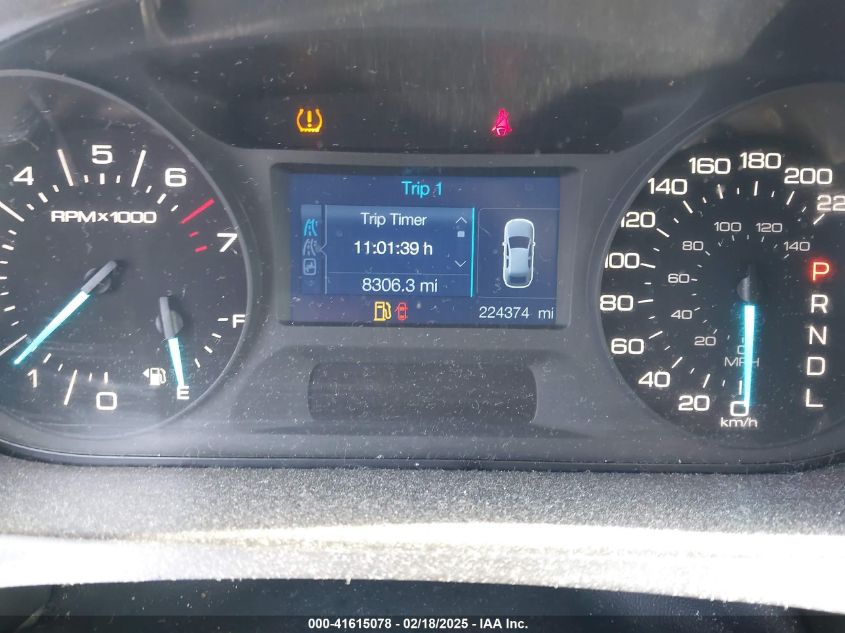 4 5 6 7
RPMx1000
1 0
F
E
Trip 1
Trip Timer
11:01:39 h
8306.3 mi
224374 mi
20 40 60 80 100 120 140 160 180 200 22
20 40 60 80 100 120 140
0
MPH
0
km/h
P
R
N
D
L
000-41615078 - 02/18/2025 - IAA Inc.